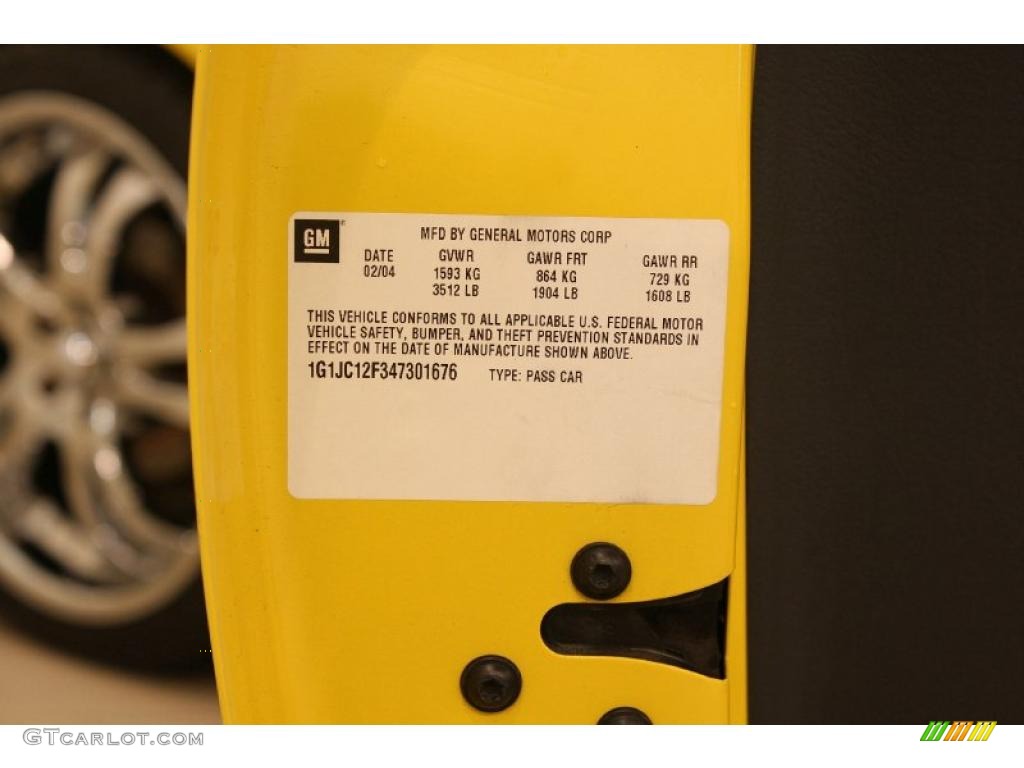 GM
MFD BY GENERAL MOTORS CORP
DATE GVWR GAWR FRT GAWR RR
02/04 1593 KG 864 KG 729 KG
3512 LB 1904 LB 1608 LB
THIS VEHICLE CONFORMS TO ALL APPLICABLE U.S. FEDERAL MOTOR
VEHICLE SAFETY, BUMPER, AND THEFT PREVENTION STANDARDS IN
EFFECT ON THE DATE OF MANUFACTURE SHOWN ABOVE.
1G1JC12F347301676 TYPE: PASS CAR
GTCARLOT.COM